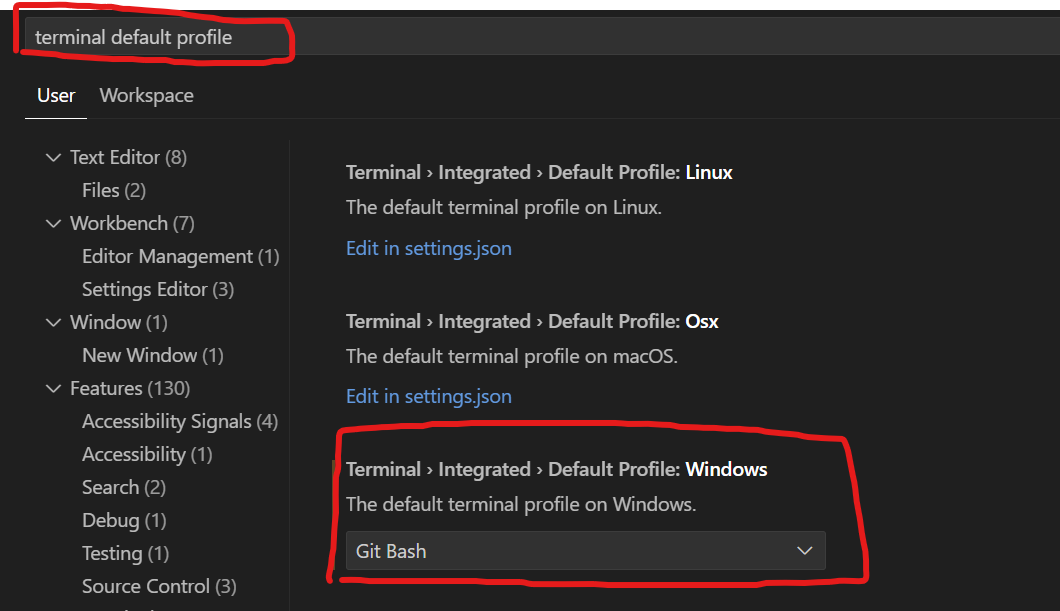 terminal default profile
User Workspace
Text Editor (8)
Files (2)
Workbench (7)
Editor Management (1)
Settings Editor (3)
Window (1)
New Window (1)
Features (130)
Accessibility Signals (4)
Accessibility (1)
Search (2)
Debug (1)
Testing (1)
Source Control (3)
Terminal › Integrated › Default Profile: Linux
The default terminal profile on Linux.
Edit in settings.json
Terminal › Integrated › Default Profile: Osx
The default terminal profile on macOS.
Edit in settings.json
Terminal › Integrated › Default Profile: Windows
The default terminal profile on Windows.
Git Bash